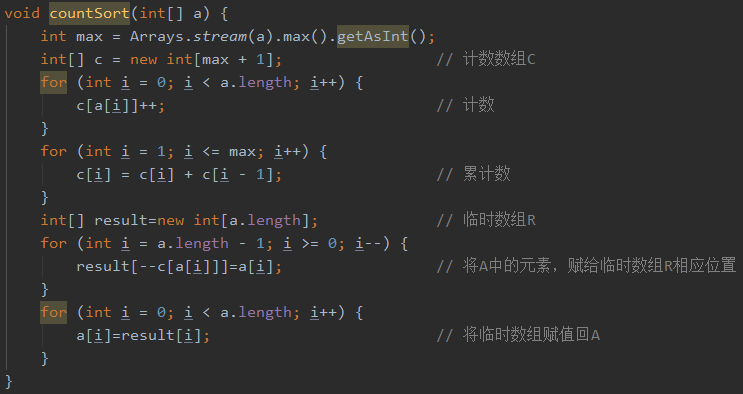 void countSort(int[] a) {
    int max = Arrays.stream(a).max().getAsInt();
    int[] c = new int[max + 1];                 // 计数数组C
    for (int i = 0; i < a.length; i++) {
        c[a[i]]++;                              // 计数
    }
    for (int i = 1; i <= max; i++) {
        c[i] = c[i] + c[i - 1];                 // 累计数
    }
    int[] result=new int[a.length];             // 临时数组R
    for (int i = a.length - 1; i >= 0; i--) {
        result[--c[a[i]]]=a[i];                 // 将A中的元素，赋给临时数组R相应位置
    }
    for (int i = 0; i < a.length; i++) {
        a[i]=result[i];                         // 将临时数组赋值回A
    }
}